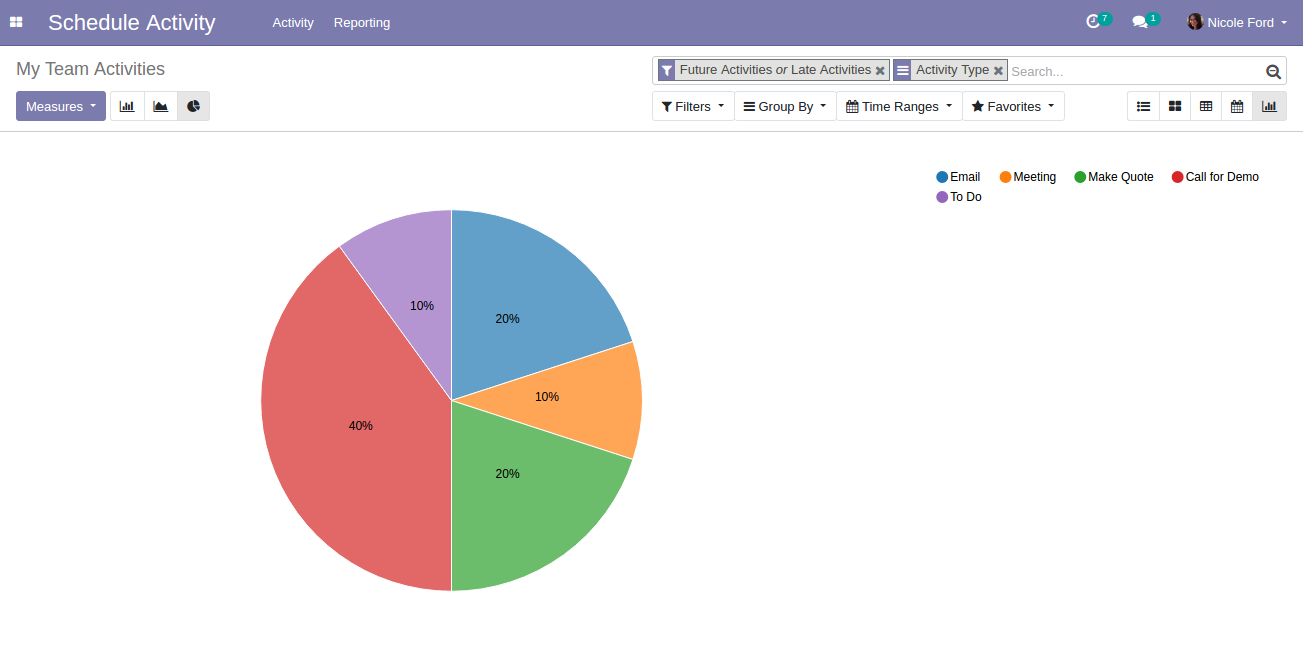 Schedule Activity Activity Reporting 7 1 Nicole Ford
My Team Activities
Future Activities or Late Activities Activity Type Search...
Measures Filters Group By Time Ranges Favorites
Email Meeting Make Quote Call for Demo
To Do
10%
20%
10%
40%
20%